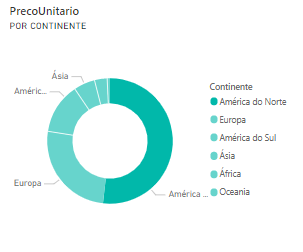 PrecoUnitario
POR CONTINENTE
Ásia
Améric...
Europa
América ...
Continente
América do Norte
Europa
América do Sul
Ásia
África
Oceania